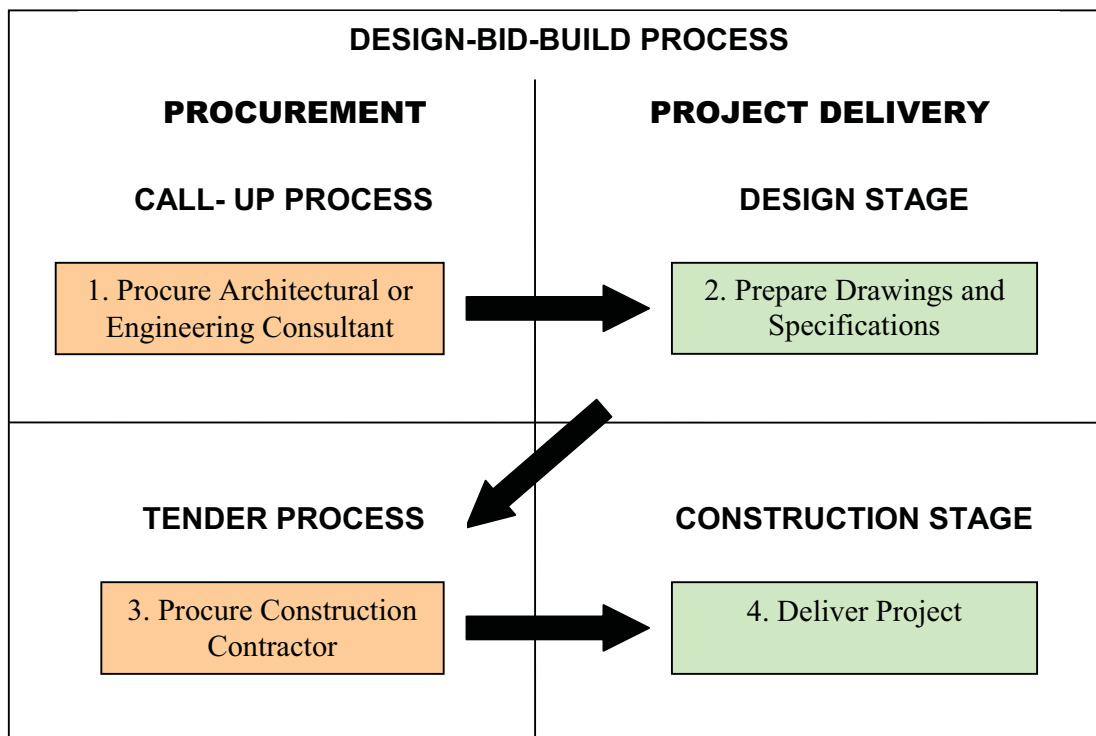 DESIGN-BID-BUILD PROCESS
PROCUREMENT
PROJECT DELIVERY
CALL- UP PROCESS
DESIGN STAGE
1. Procure Architectural or
Engineering Consultant
2. Prepare Drawings and
Specifications
TENDER PROCESS
CONSTRUCTION STAGE
3. Procure Construction
Contractor
4. Deliver Project